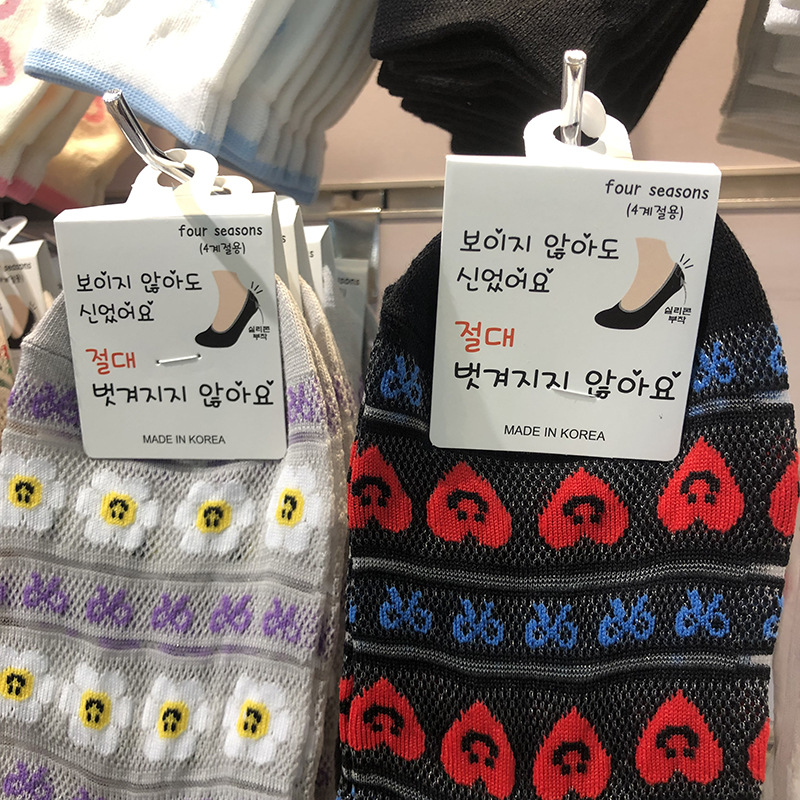 four seasons
(4계절용)
보이지 않아도
신었어요
실리콘
부착
절대
벗겨지지 않아요
MADE IN KOREA
four seasons
(4계절용)
보이지 않아도
신었어요
실리콘
부착
절대
벗겨지지 않아요
MADE IN KOREA
seasons